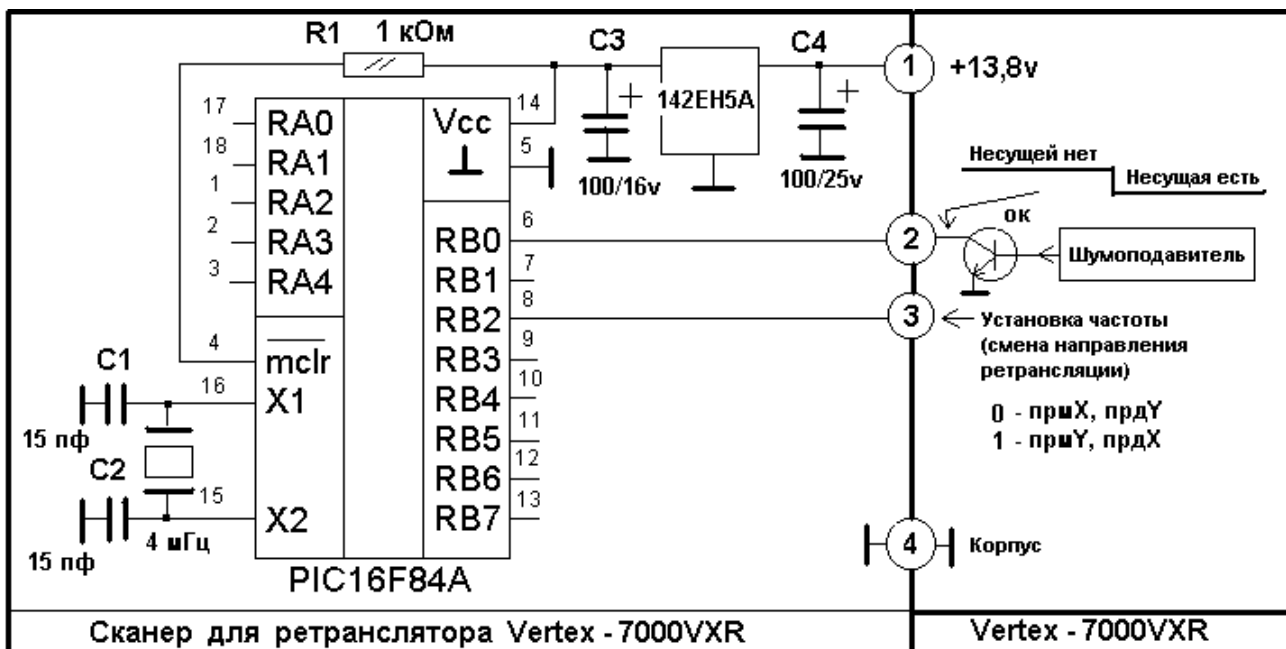 R1 1 кОм
C3
142ЕН5А
C4
1 +13,8v
100/16v
100/25v
17 RA0
18 RA1
1 RA2
2 RA3
3 RA4
4 mclr
16 X1
15 X2
Vcc 14
5
RB0 6
RB1 7
RB2 8
RB3 9
RB4 10
RB5 11
RB6 12
RB7 13
C1
15 пф
C2
15 пф
4 мГц
PIC16F84A
Несущей нет
Несущая есть
2
ОК
Шумоподавитель
3
Установка частоты
(смена направления
ретрансляции)
0 - прмX, прдY
1 - прмY, прдX
4 Корпус
Сканер для ретранслятора Vertex - 7000VXR
Vertex - 7000VXR